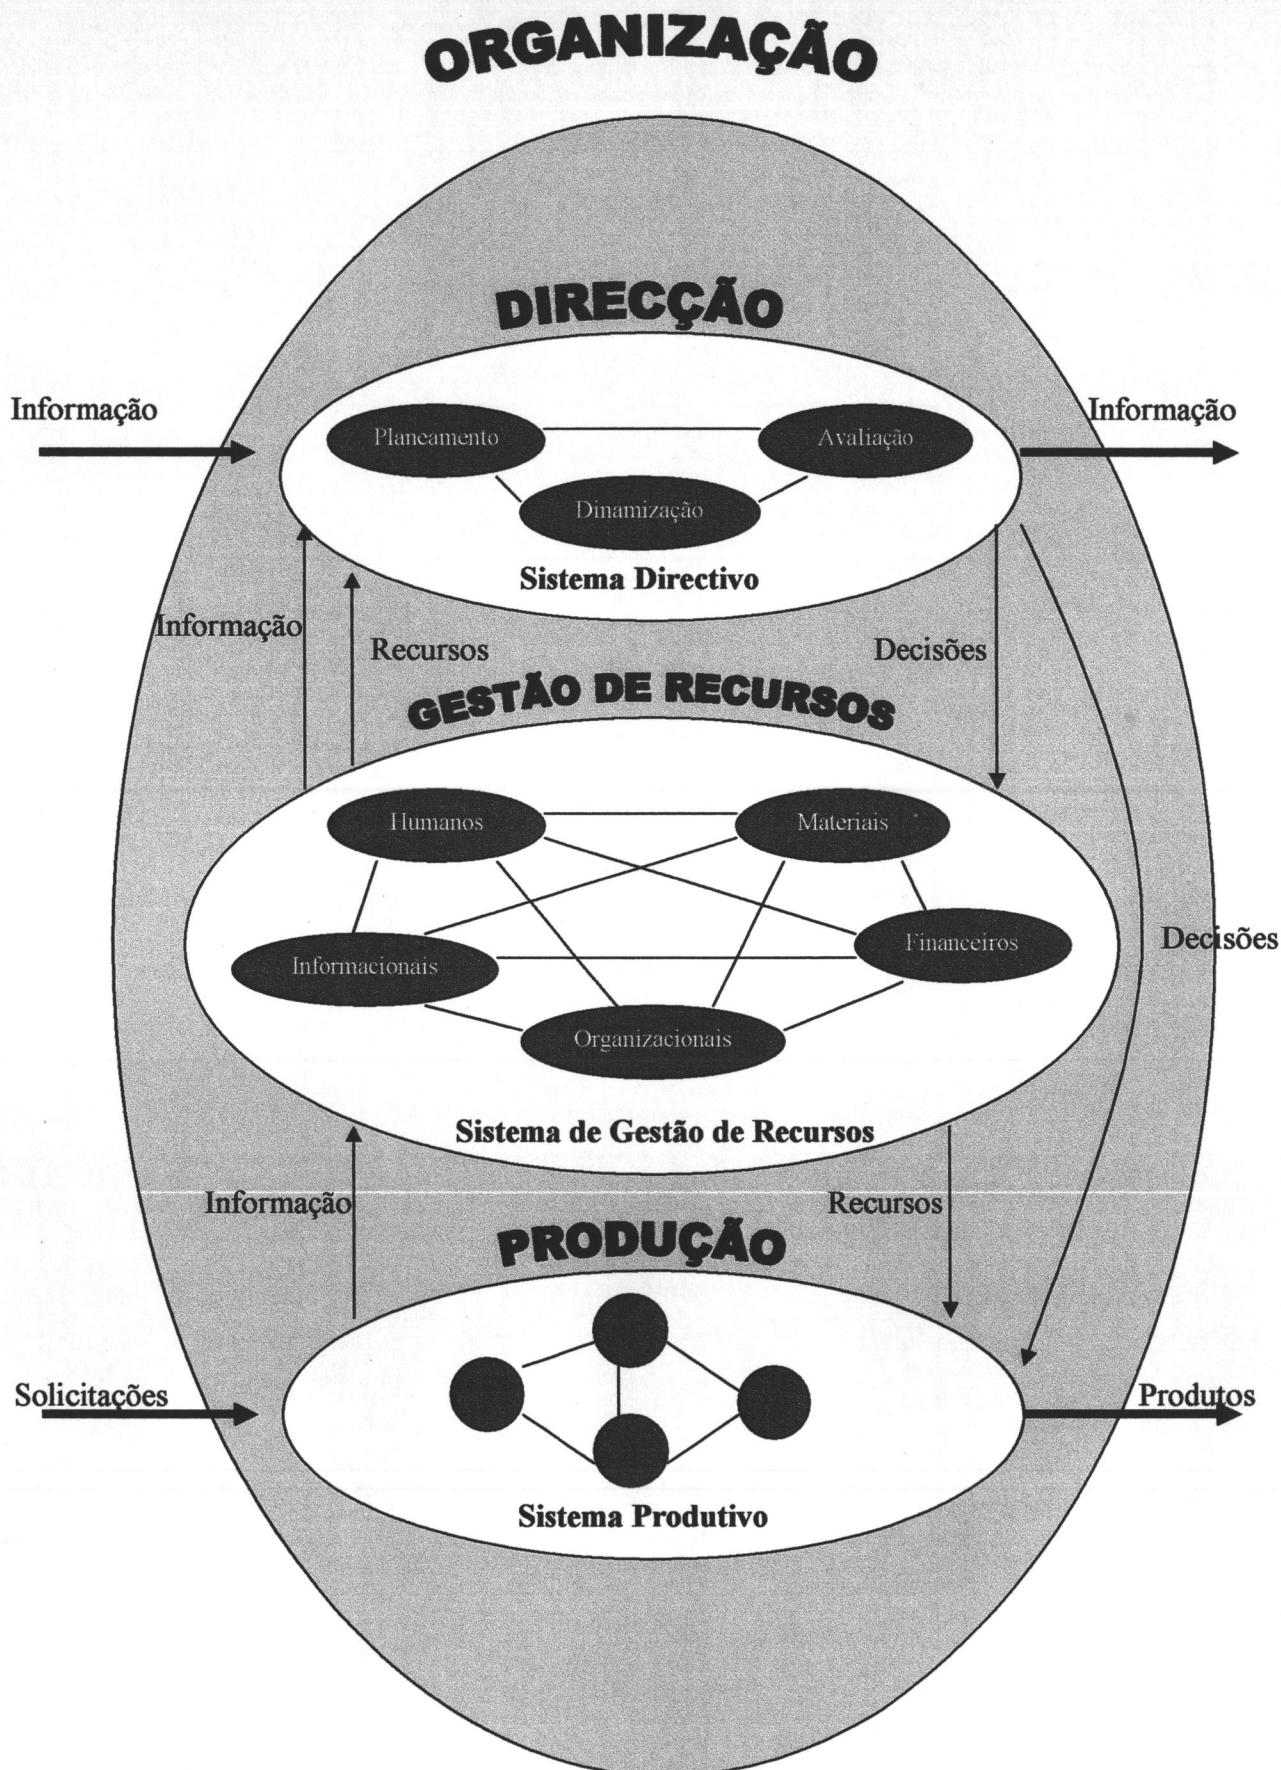 ORGANIZAÇÃO
DIRECÇÃO
Informação
Informação
Planeamento
Avaliação
Dinamização
Sistema Directivo
Informação
Recursos
Decisões
GESTÃO DE RECURSOS
Humanos
Materiais
Informacionais
Financeiros
Decisões
Organizacionais
Sistema de Gestão de Recursos
Informação
Recursos
PRODUÇÃO
Solicitações
Produtos
Sistema Produtivo